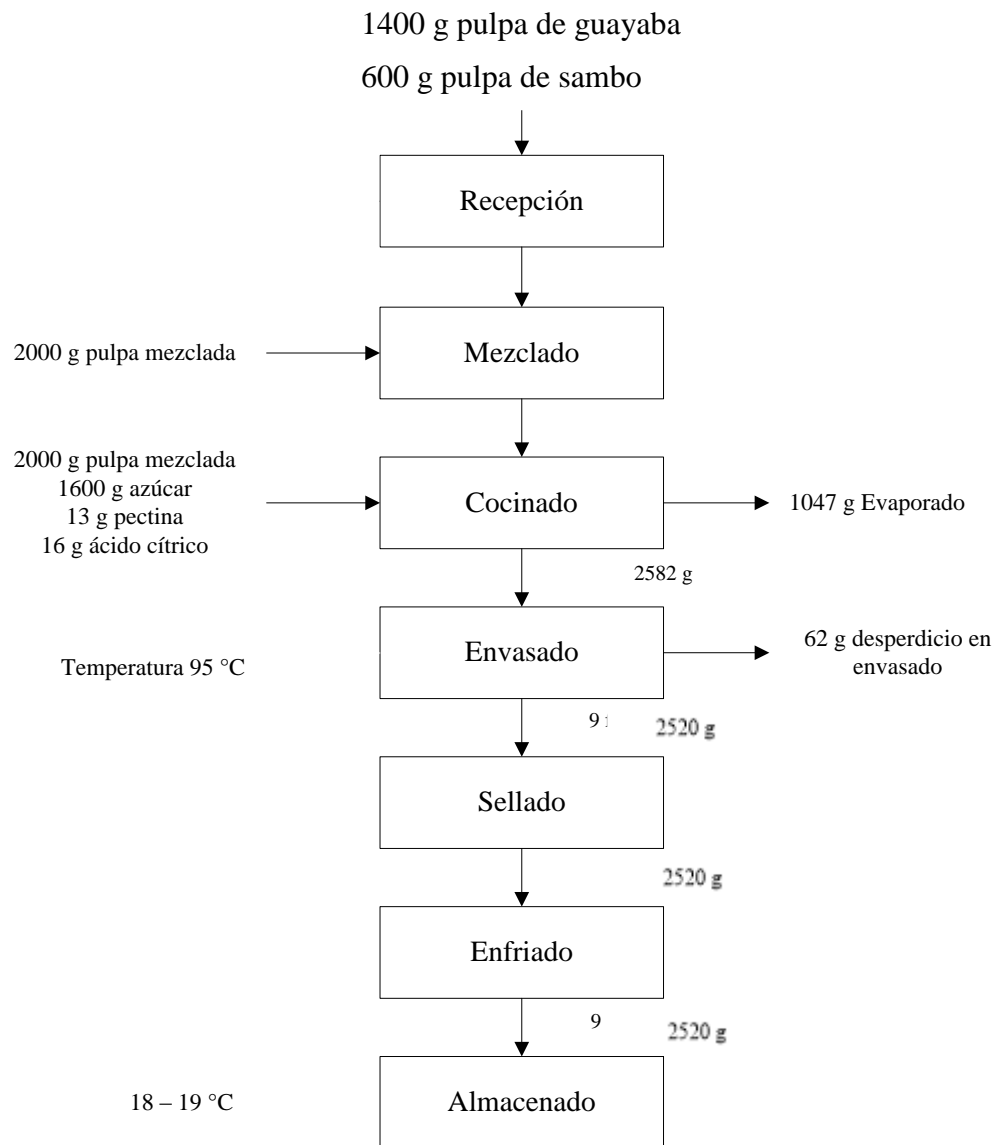 1400 g pulpa de guayaba
600 g pulpa de sambo
Recepción
2000 g pulpa mezclada
Mezclado
2000 g pulpa mezclada
1600 g azúcar
13 g pectina
16 g ácido cítrico
Cocinado
1047 g Evaporado
2582 g
Temperatura 95 °C
Envasado
62 g desperdicio en
envasado
9
2520 g
Sellado
2520 g
Enfriado
9
2520 g
18 – 19 °C
Almacenado